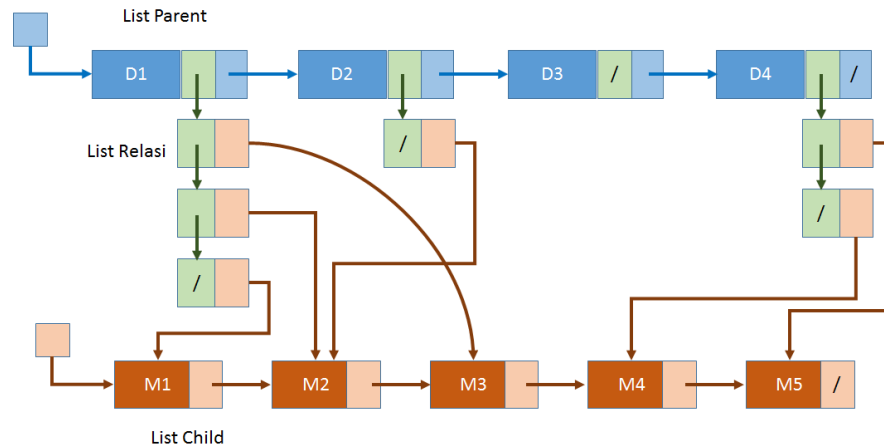 List Parent
D1 D2 / D3 / D4 /
List Relasi /
/
/
M1 M2 M3 M4 M5 /
List Child